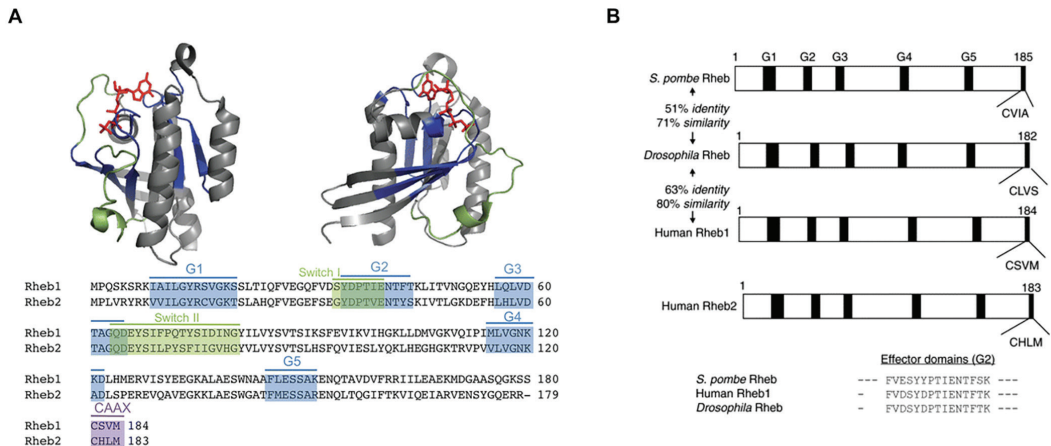 A
G1 Switch I G2 G3
Rheb1 MPQSKSRKIAILGYRSVGKSSLTIQFVEGQFVDSYDPTIENTFTKLITVNGQEYHLQLVD 60
Rheb2 MPLVRYRKVVILGYRCVGKTSLAHQFVEGEFSEGYDPTVENTYSKIVTLGKDEFHLHLVD 60
Switch II G4
Rheb1 TAGQDEYSIFPQTYSIDINGYILVYSVTSIKSFEVIKVIHGKLLDMVGKVQIPIMLVGNK 120
Rheb2 TAGQDEYSILPYSFIIGVHGYVLVYSVTSLHSFQVIESLYQKLHEGHGKTRVPVVLVGNK 120
G5
Rheb1 KDLHMERVISYEEGKALAESWNAAFLESSAKENQTAVDVFRRIILEAEKMDGAASQGKSS 180
Rheb2 ADLSPEREVQAVEGKKLAESWGATFMESSARENQLTQGIFTKVIQEIARVENSYGQERR- 179
CAAX
Rheb1 CSVM 184
Rheb2 CHLM 183
B
1 G1 G2 G3 G4 G5 185
S. pombe Rheb
CVIA
51% identity
71% similarity
1 182
Drosophila Rheb
CLVS
63% identity
80% similarity
1 184
Human Rheb1
CSVM
1 183
Human Rheb2
CHLM
Effector domains (G2)
S. pombe Rheb --- FVESYYPTIENTFSK ---
Human Rheb1 - FVDSYDPTIENTFTK ---
Drosophila Rheb - FVDSYDPTIENTFTK ---